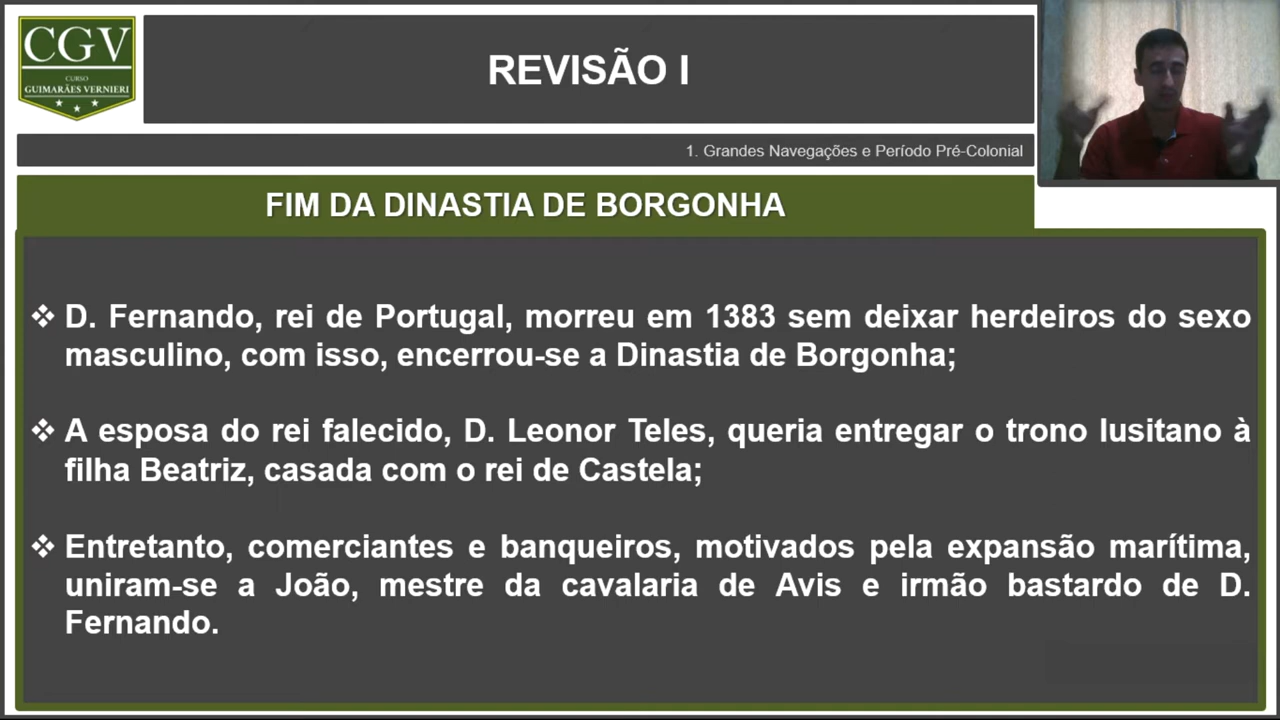 CGV
CURSO
GUIMARÃES VERNIERI
REVISÃO I
1. Grandes Navegações e Período Pré-Colonial
FIM DA DINASTIA DE BORGONHA
❖ D. Fernando, rei de Portugal, morreu em 1383 sem deixar herdeiros do sexo
masculino, com isso, encerrou-se a Dinastia de Borgonha;
❖ A esposa do rei falecido, D. Leonor Teles, queria entregar o trono lusitano à
filha Beatriz, casada com o rei de Castela;
❖ Entretanto, comerciantes e banqueiros, motivados pela expansão marítima,
uniram-se a João, mestre da cavalaria de Avis e irmão bastardo de D.
Fernando.